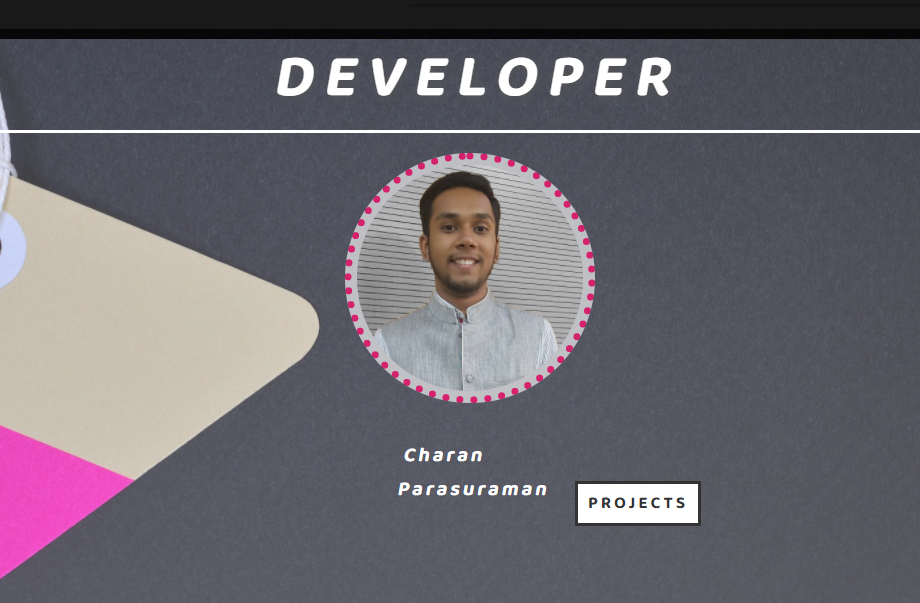 DEVELOPER
Charan
Parasuraman
PROJECTS